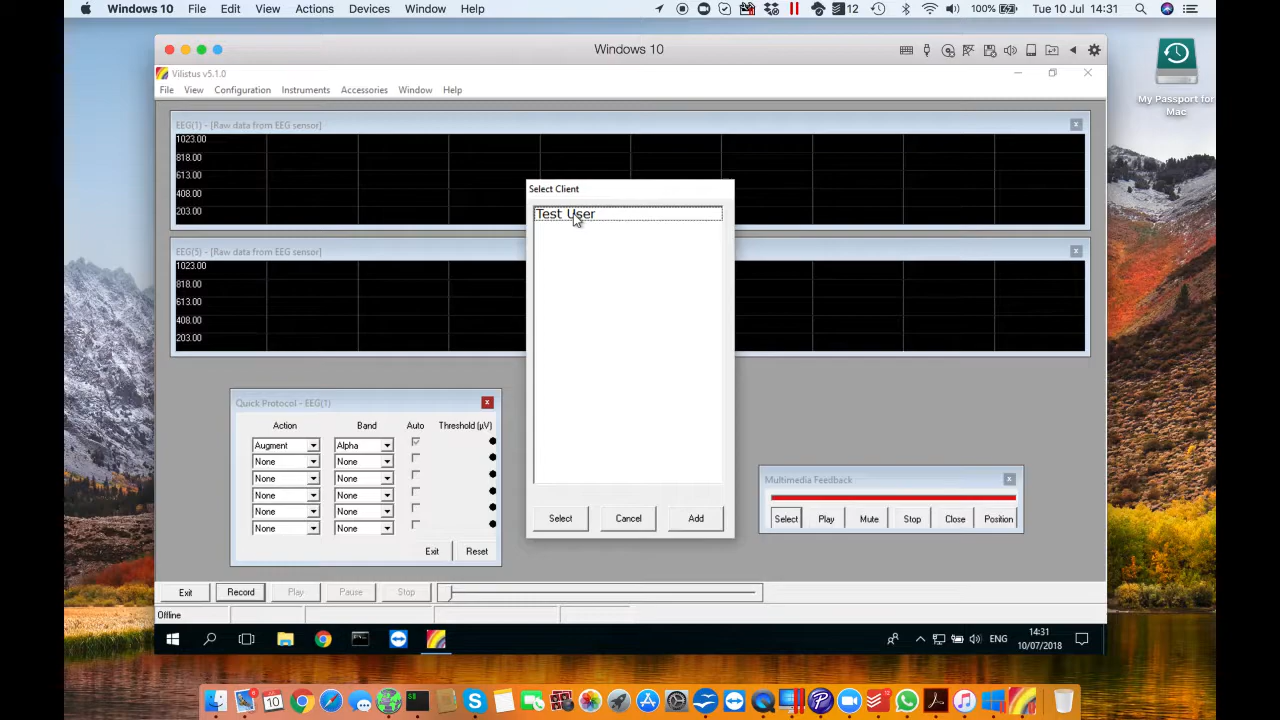 Windows 10 File Edit View Actions Devices Window Help 12 100% Tue 10 Jul 14:31
Windows 10
Vilistus v5.1.0
File View Configuration Instruments Accessories Window Help
My Passport for
Mac
EEG(1) - [Raw data from EEG sensor]
1023.00
818.00
613.00
408.00
203.00
EEG(5) - [Raw data from EEG sensor]
1023.00
818.00
613.00
408.00
203.00
Select Client
Test User
Select Cancel Add
Quick Protocol - EEG(1)
Action Band Auto Threshold (µV)
Augment Alpha
None None
None None
None None
None None
None None
Exit Reset
Multimedia Feedback
Select Play Mute Stop Close Position
Exit Record Play Pause Stop
Offline
ENG 14:31
10/07/2018